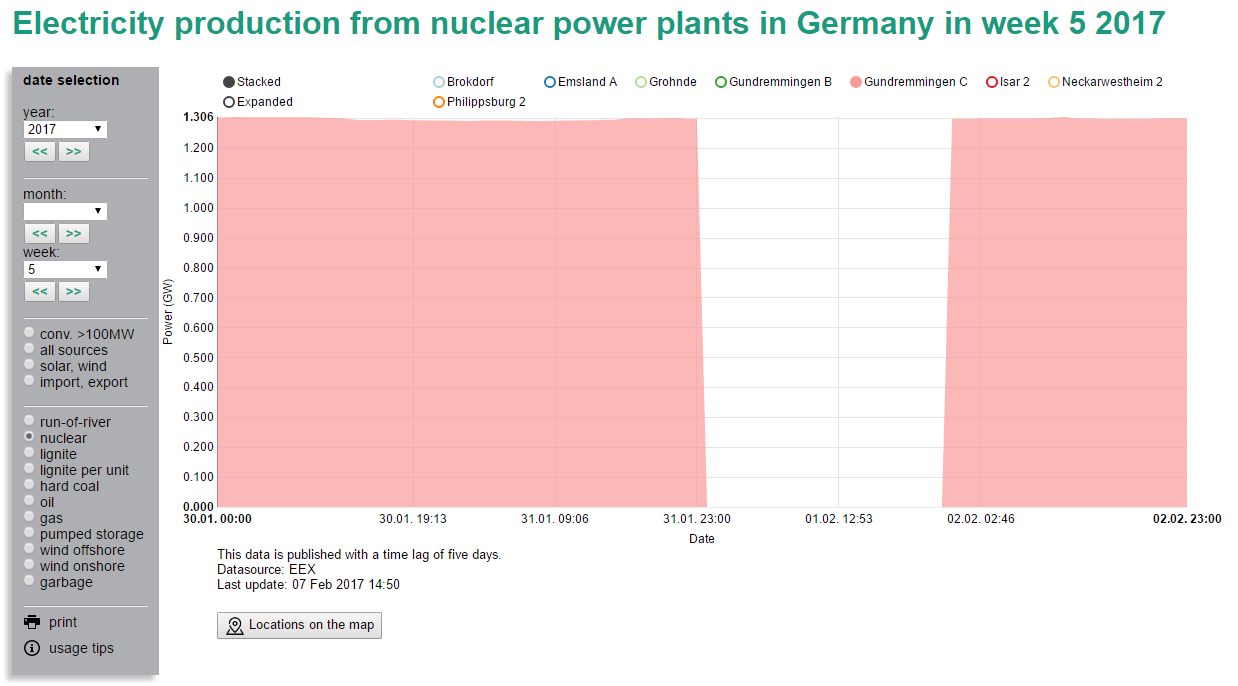 Electricity production from nuclear power plants in Germany in week 5 2017
date selection
year:
2017
<< >>
month:
<< >>
week:
5
<< >>
conv. >100MW
all sources
solar, wind
import, export
run-of-river
nuclear
lignite
lignite per unit
hard coal
oil
gas
pumped storage
wind offshore
wind onshore
garbage
print
usage tips
Stacked Brokdorf Emsland A Grohnde Gundremmingen B Gundremmingen C Isar 2 Neckarwestheim 2
Expanded Philippsburg 2
1.306
1.200
1.100
1.000
0.900
0.800
0.700
0.600
0.500
0.400
0.300
0.200
0.100
0.000
Power (GW)
30.01. 00:00 30.01. 19:13 31.01. 09:06 31.01. 23:00 01.02. 12:53 02.02. 02:46 02.02. 23:00
Date
This data is published with a time lag of five days.
Datasource: EEX
Last update: 07 Feb 2017 14:50
Locations on the map